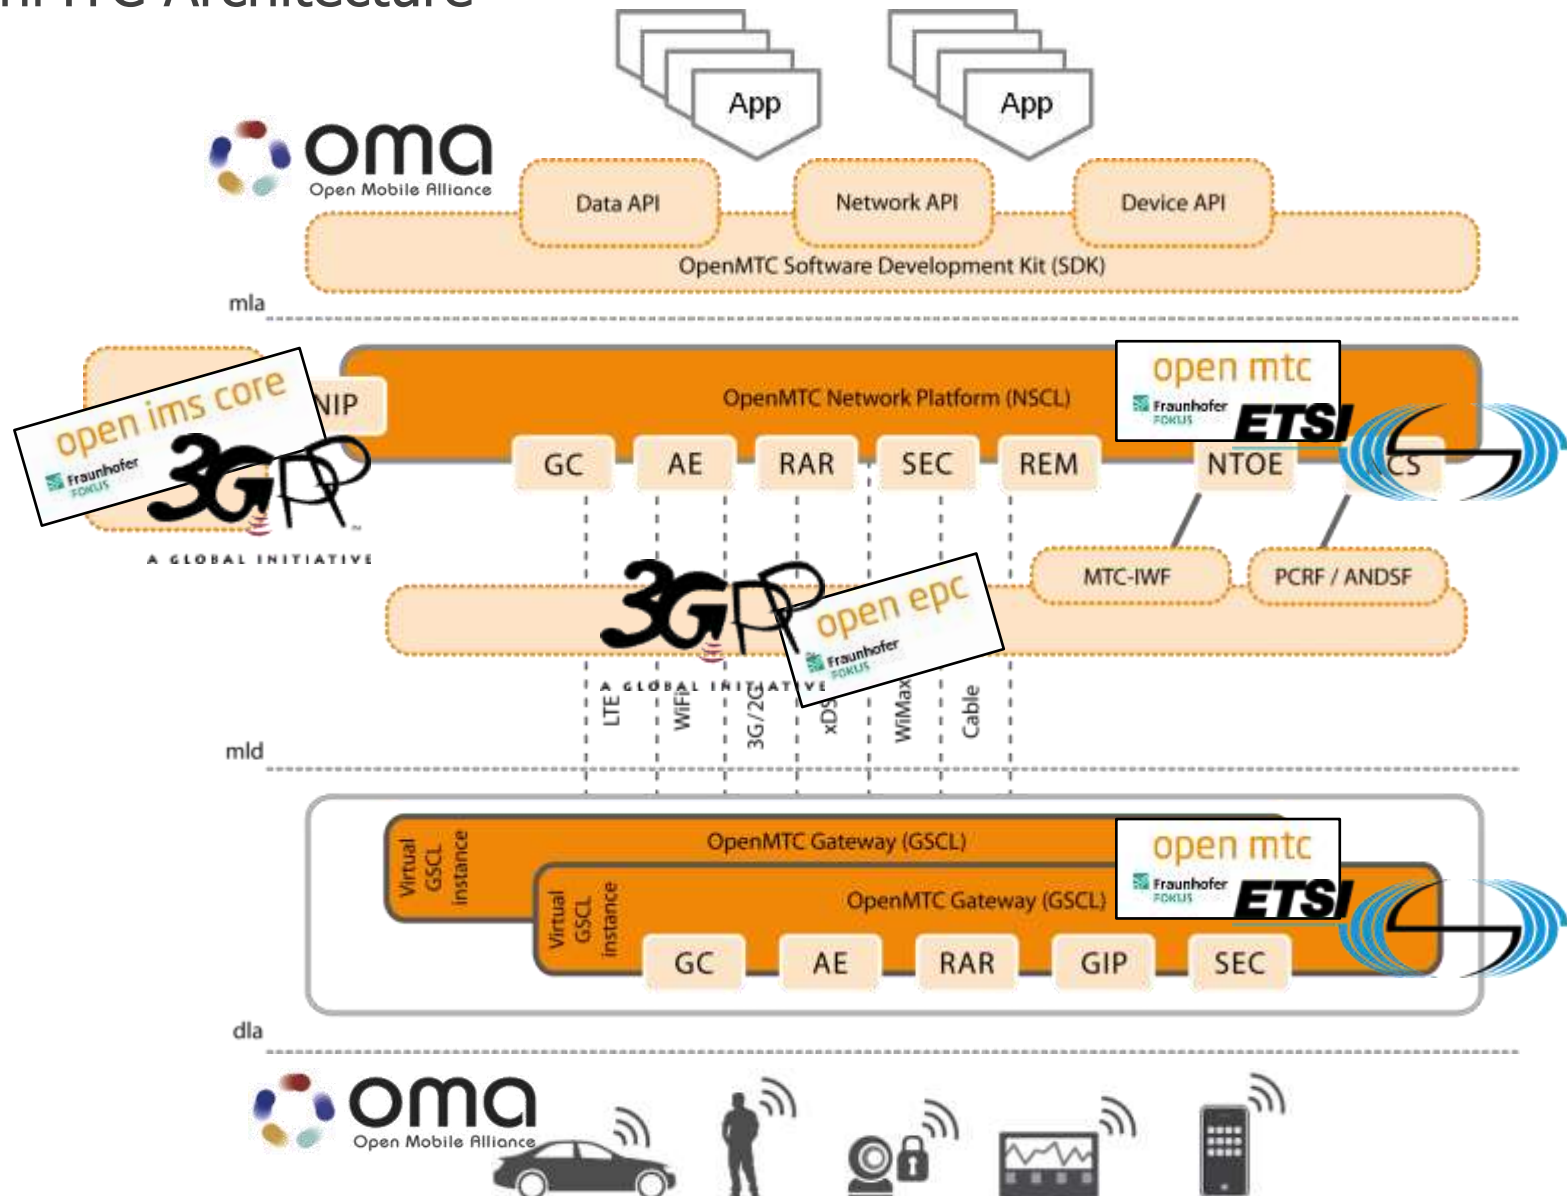 Architecture
App
App
oma
Open Mobile Alliance
Data API
Network API
Device API
OpenMTC Software Development Kit (SDK)
mla
open ims core
Fraunhofer
FOKUS
3GPP
TM
A GLOBAL INITIATIVE
NIP
OpenMTC Network Platform (NSCL)
open mtc
Fraunhofer
FOKUS
ETSI
GC
AE
RAR
SEC
REM
NTOE
MTC-IWF
PCRF / ANDSF
3GPP
A GLOBAL INITIATIVE
open epc
Fraunhofer
FOKUS
LTE
WiFi
3G/2G
WiMax
Cable
mld
Virtual
GSCL
instance
OpenMTC Gateway (GSCL)
Virtual
GSCL
instance
OpenMTC Gateway (GSCL)
open mtc
Fraunhofer
FOKUS
ETSI
GC
AE
RAR
GIP
SEC
dla
oma
Open Mobile Alliance